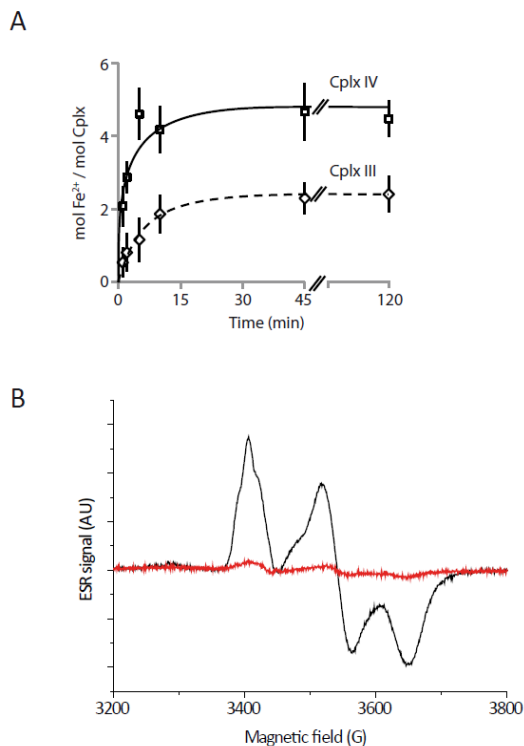 A
mol Fe²⁺ / mol Cplx
6
4
2
0
Cplx IV
Cplx III
0 15 30 45 120
Time (min)
B
ESR signal (AU)
3200 3400 3600 3800
Magnetic field (G)